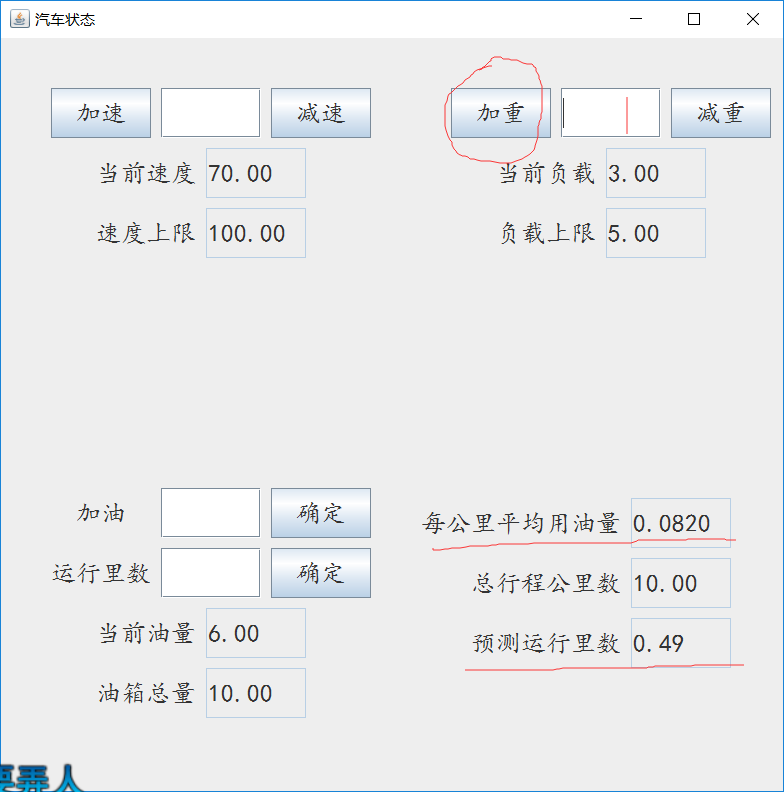 汽车状态
加速 减速 加重 减重
当前速度 70.00 当前负载 3.00
速度上限 100.00 负载上限 5.00
加油 确定 每公里平均用油量 0.0820
运行里数 确定 总行程公里数 10.00
当前油量 6.00 预测运行里数 0.49
油箱总量 10.00
要弄人